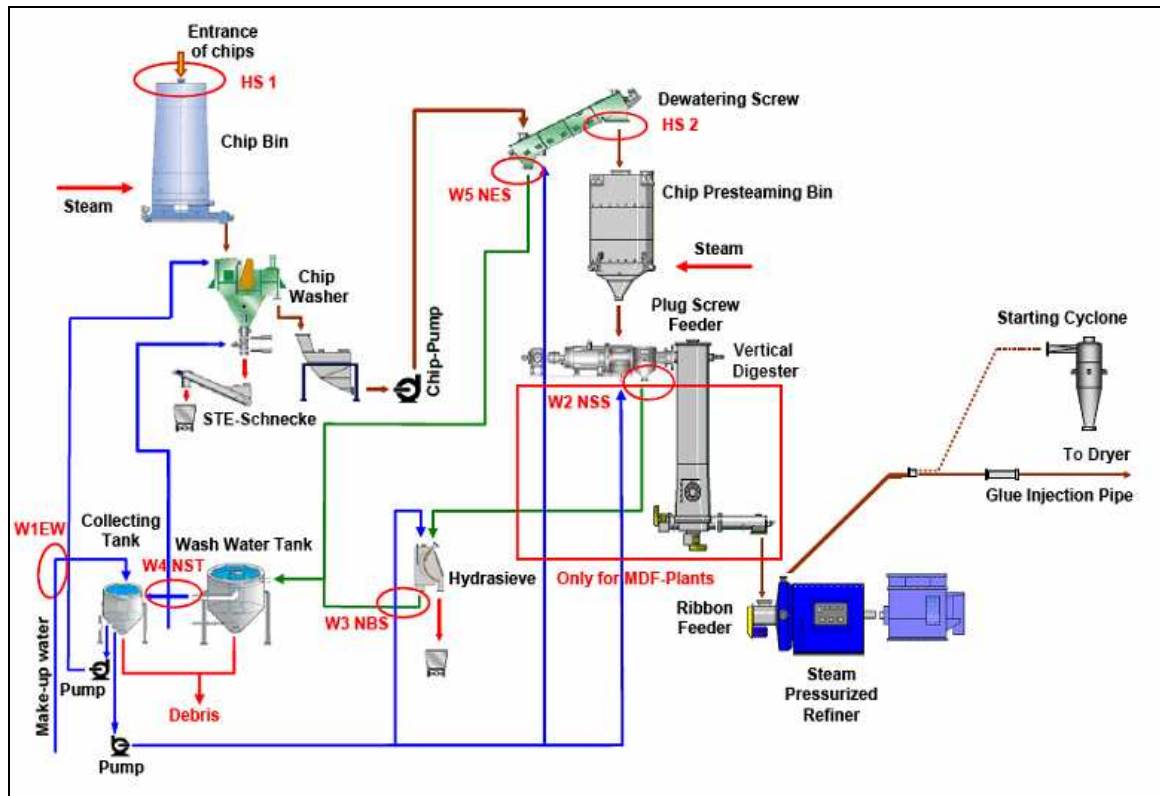 Entrance
of chips
HS 1
Chip Bin
Steam
Chip
Washer
STE-Schnecke
Chip-Pump
Dewatering Screw
HS 2
W5 NES
Chip Presteaming Bin
Steam
Plug Screw
Feeder
Vertical
Digester
W2 NSS
Starting Cyclone
To Dryer
Glue Injection Pipe
W1EW
Collecting
Tank
W4 NST
Wash Water Tank
Hydrasieve
W3 NBS
Only for MDF-Plants
Ribbon
Feeder
Steam
Pressurized
Refiner
Make-up water
Pump
Debris
Pump